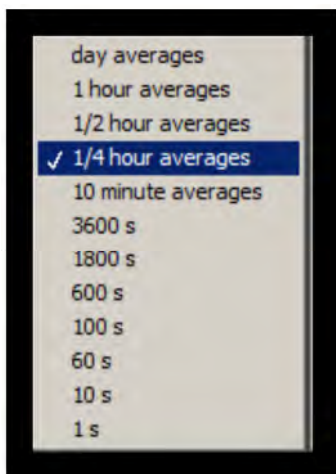 day averages
1 hour averages
1/2 hour averages
✓ 1/4 hour averages
10 minute averages
3600 s
1800 s
600 s
100 s
60 s
10 s
1 s